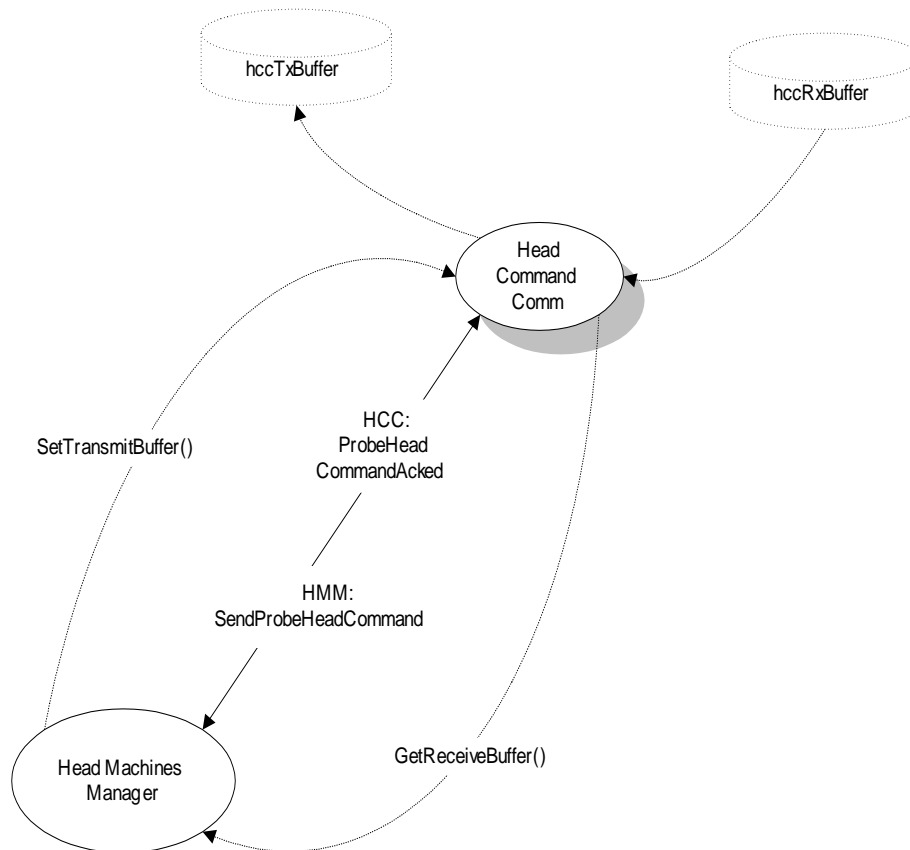 hccTxBuffer
hccRxBuffer
Head
Command
Comm
HCC:
ProbeHead
CommandAcked
SetTransmitBuffer()
HMM:
SendProbeHeadCommand
GetReceiveBuffer()
Head Machines
Manager